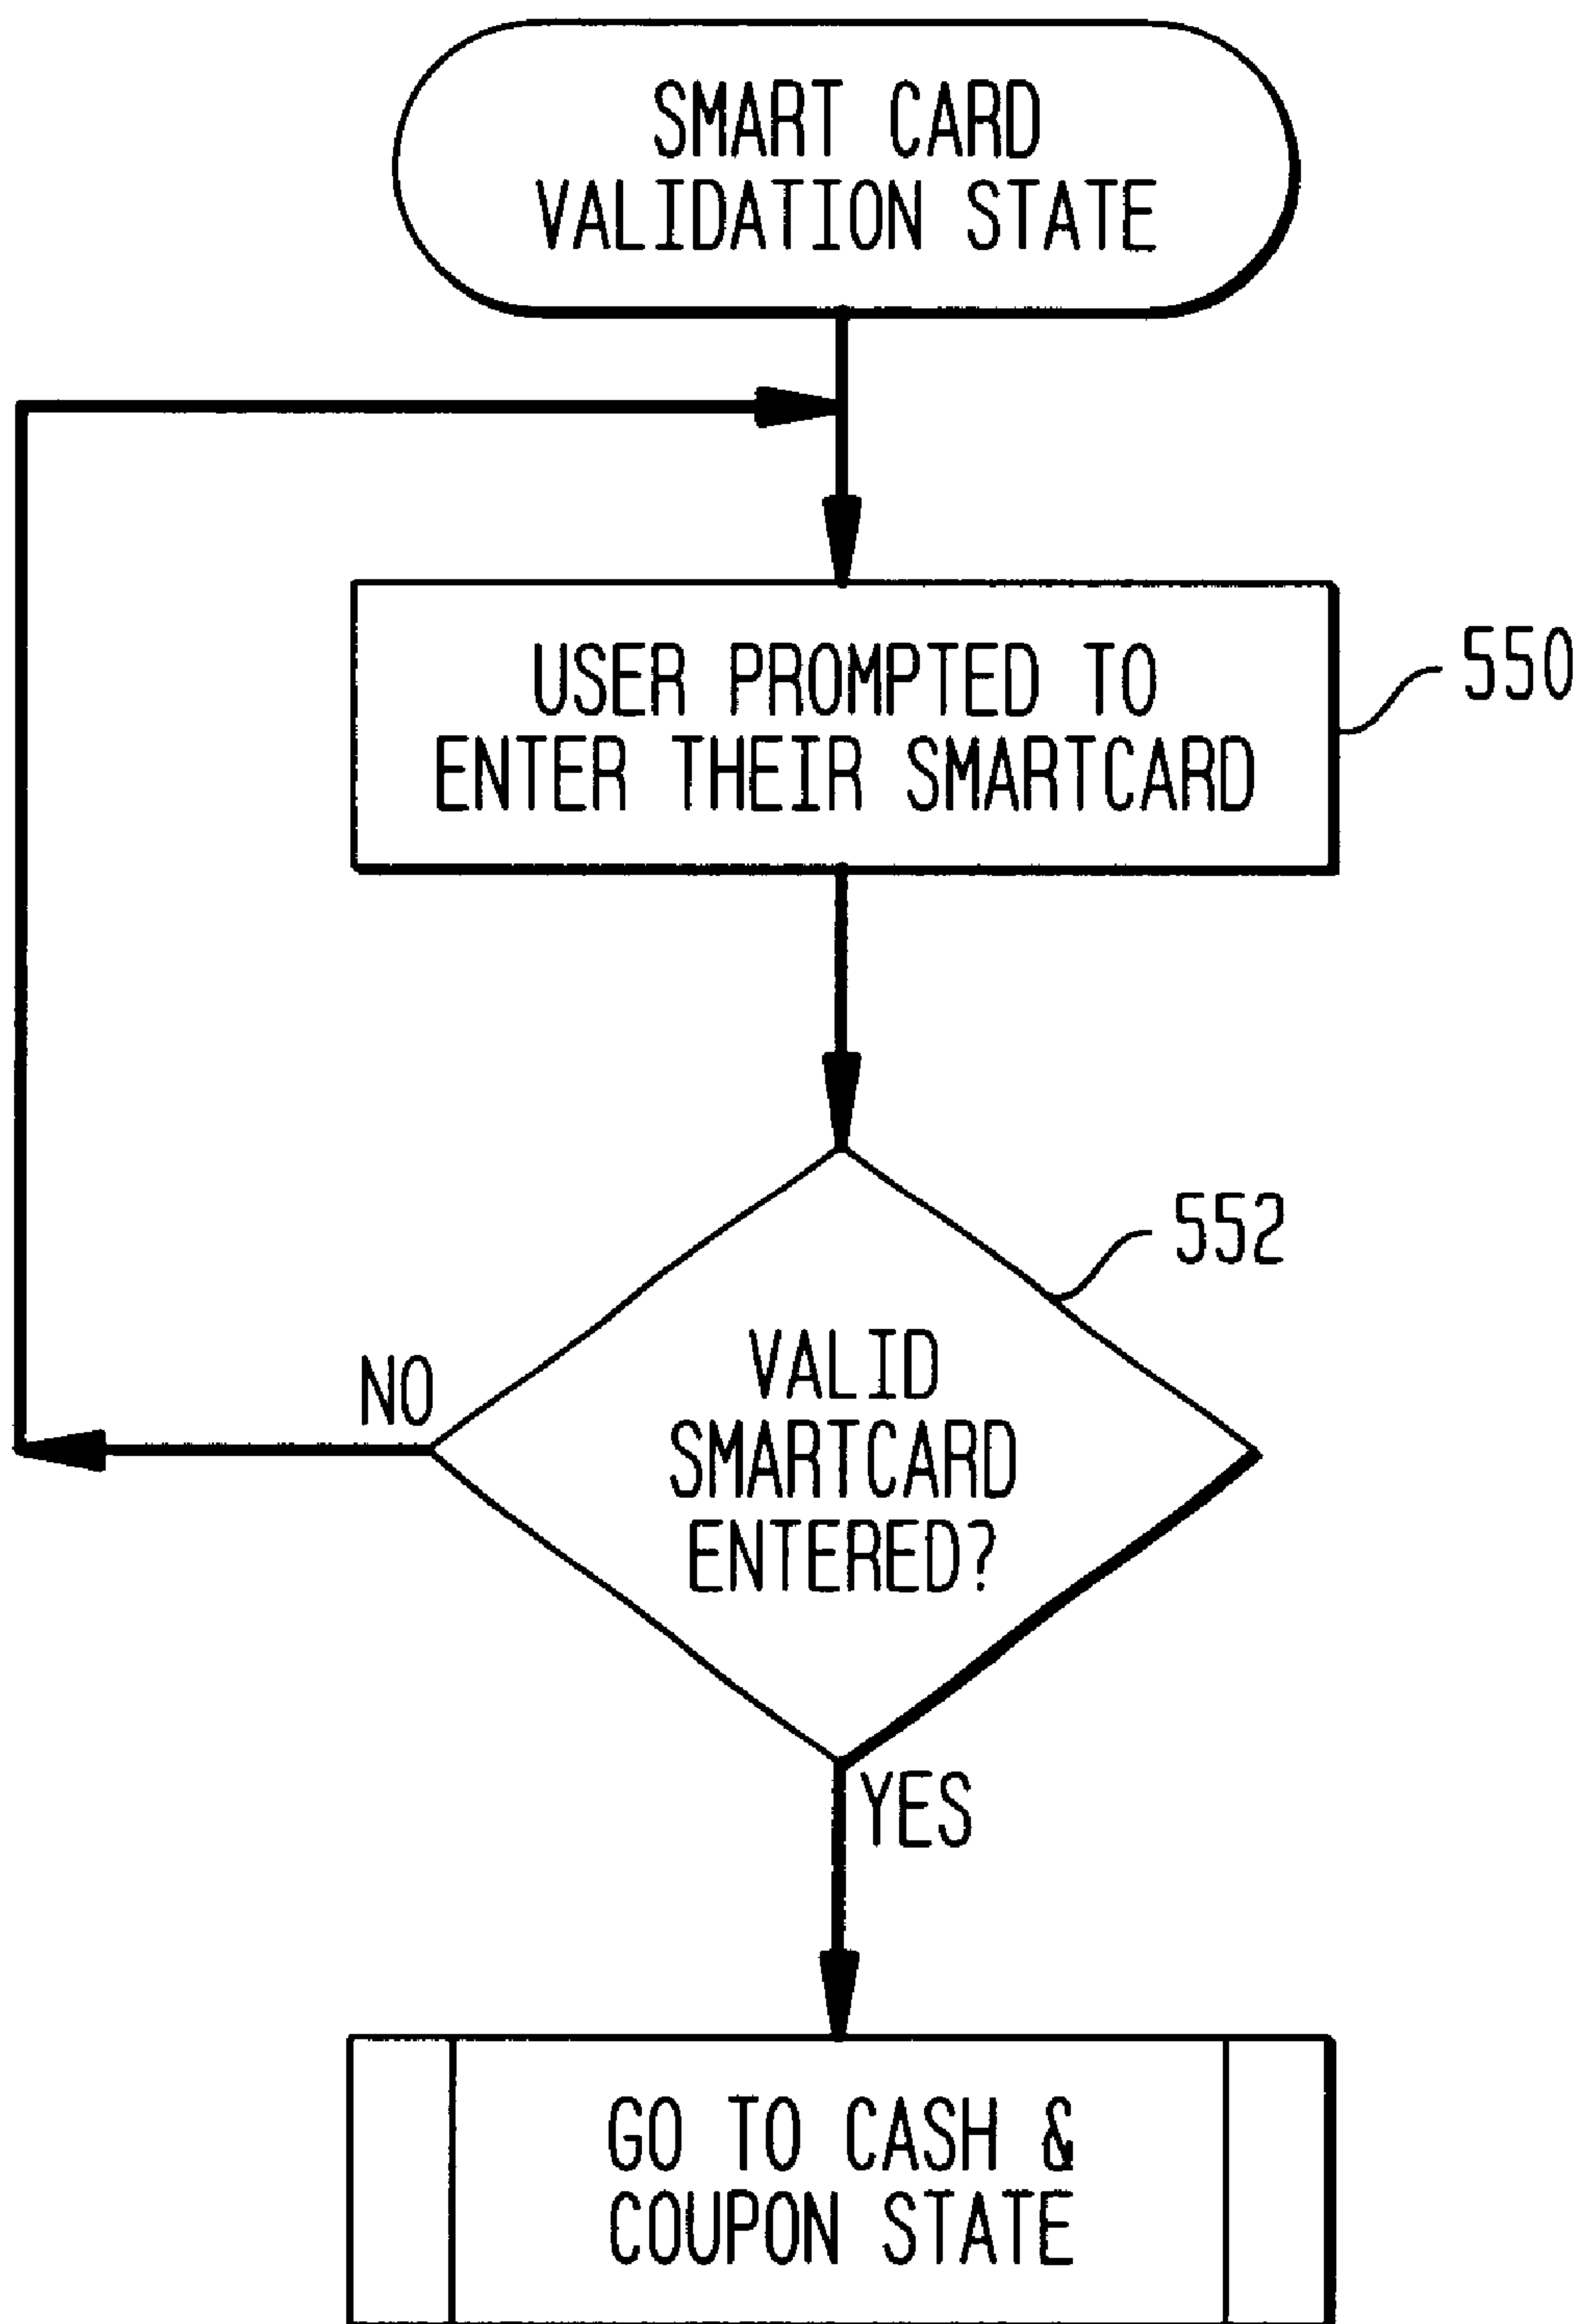 SMART CARD
VALIDATION STATE
USER PROMPTED TO
ENTER THEIR SMARTCARD
550
552
VALID
SMARTCARD
ENTERED?
NO
YES
GO TO CASH &
COUPON STATE